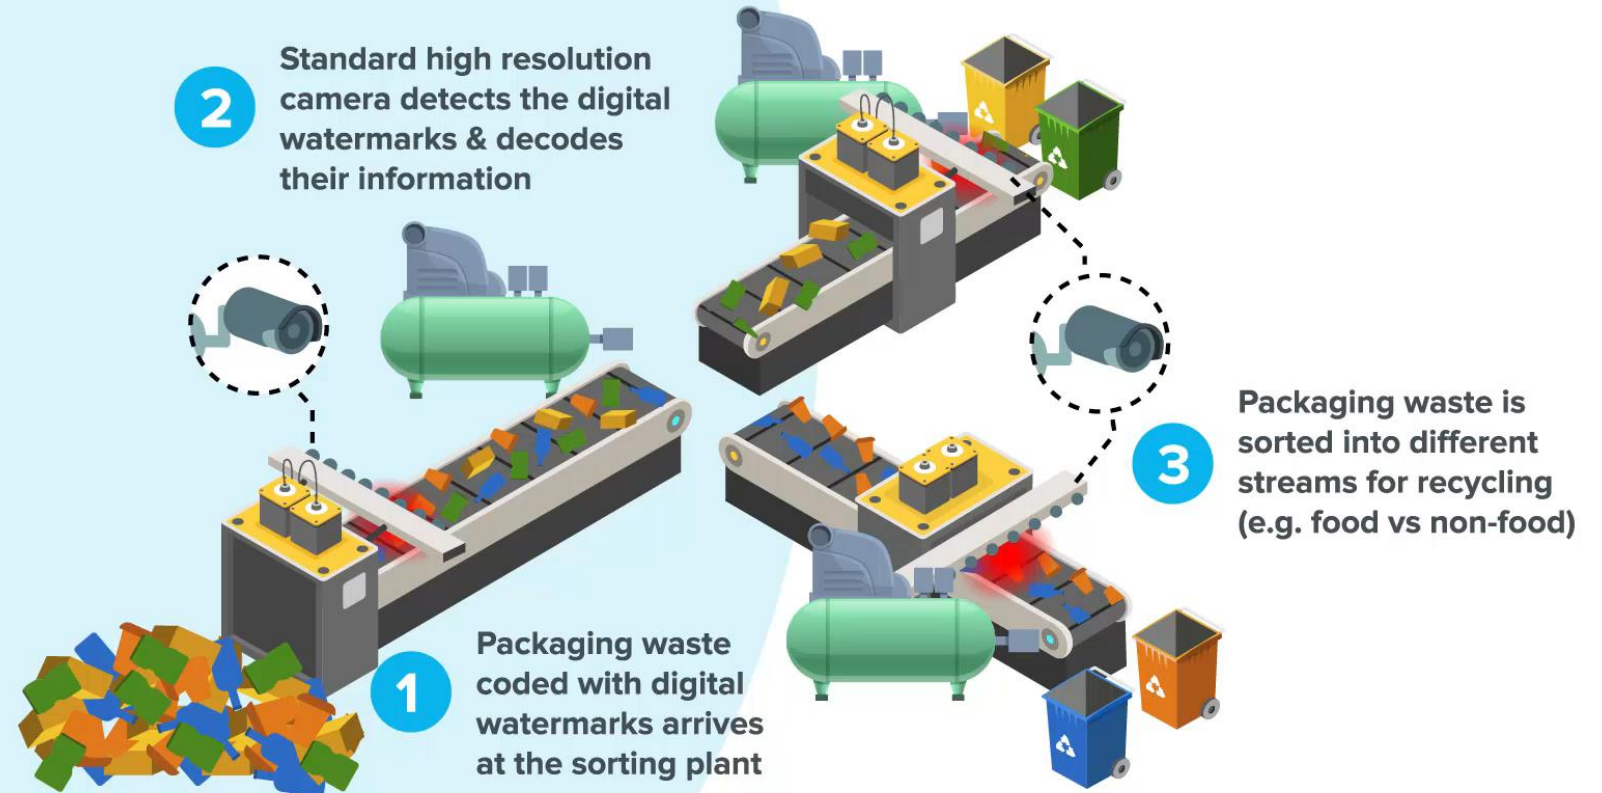 2
Standard high resolution
camera detects the digital
watermarks & decodes
their information
1
Packaging waste
coded with digital
watermarks arrives
at the sorting plant
3
Packaging waste is
sorted into different
streams for recycling
(e.g. food vs non-food)